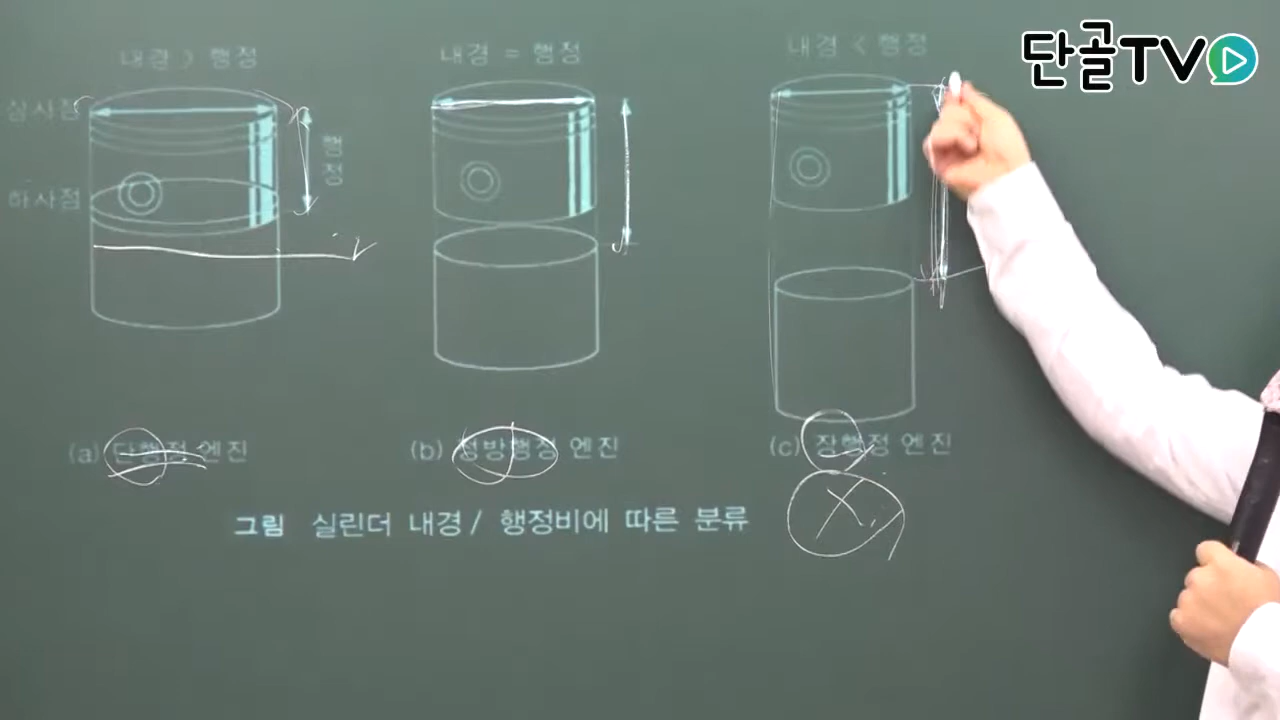 단골TV
내경 > 행정
내경 = 행정
내경 < 행정
상사점
행정
하사점
(a) 단행정 엔진
(b) 정방행정 엔진
(c) 장행정 엔진
그림 실린더 내경 / 행정비에 따른 분류